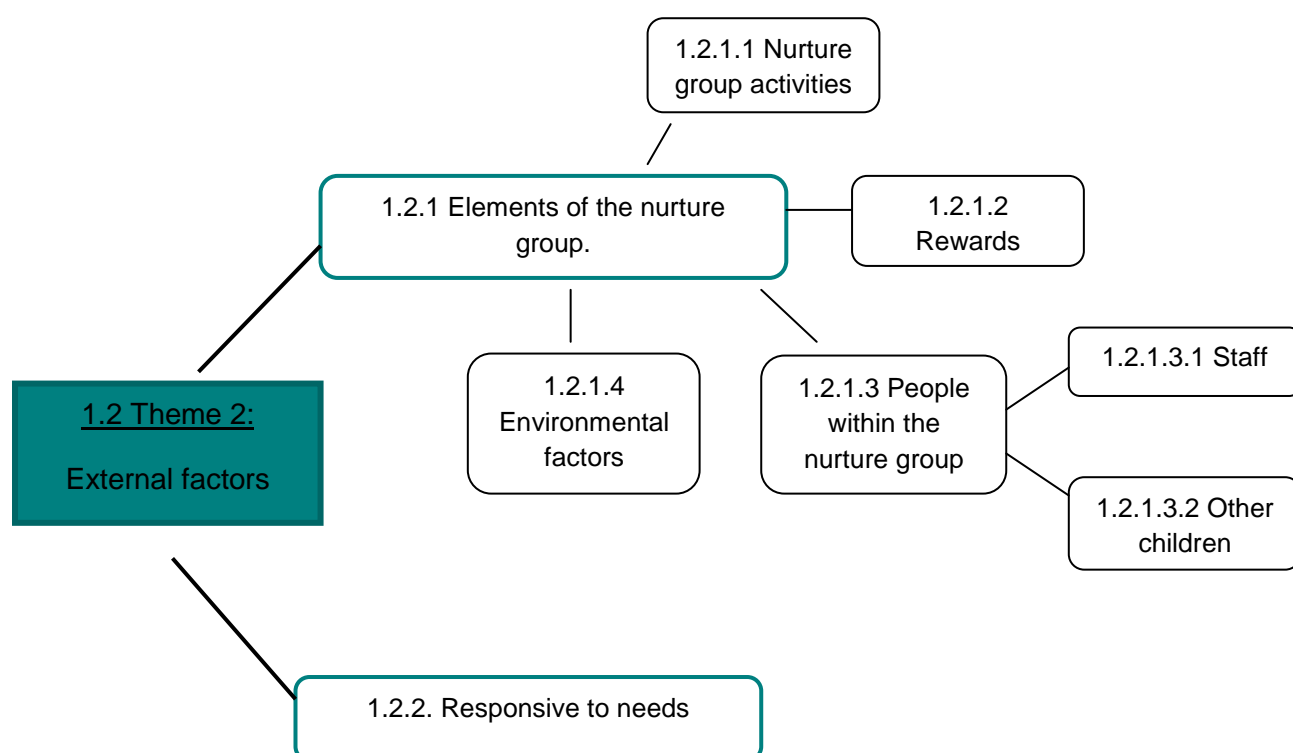 1.2.1.1 Nurture
group activities
1.2.1 Elements of the nurture
group.
1.2.1.2
Rewards
1.2.1.4
Environmental
factors
1.2.1.3 People
within the
nurture group
1.2.1.3.1 Staff
1.2 Theme 2:
External factors
1.2.1.3.2 Other
children
1.2.2. Responsive to needs